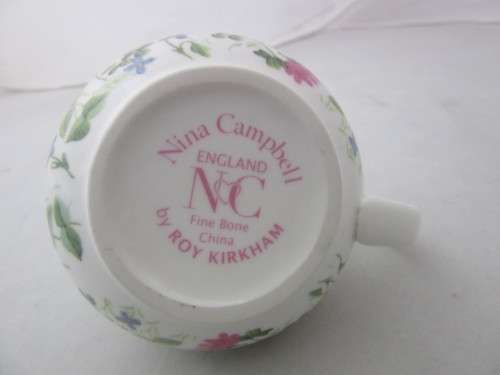 Nina Campbell
ENGLAND
NC
Fine Bone
China
by ROY KIRKHAM